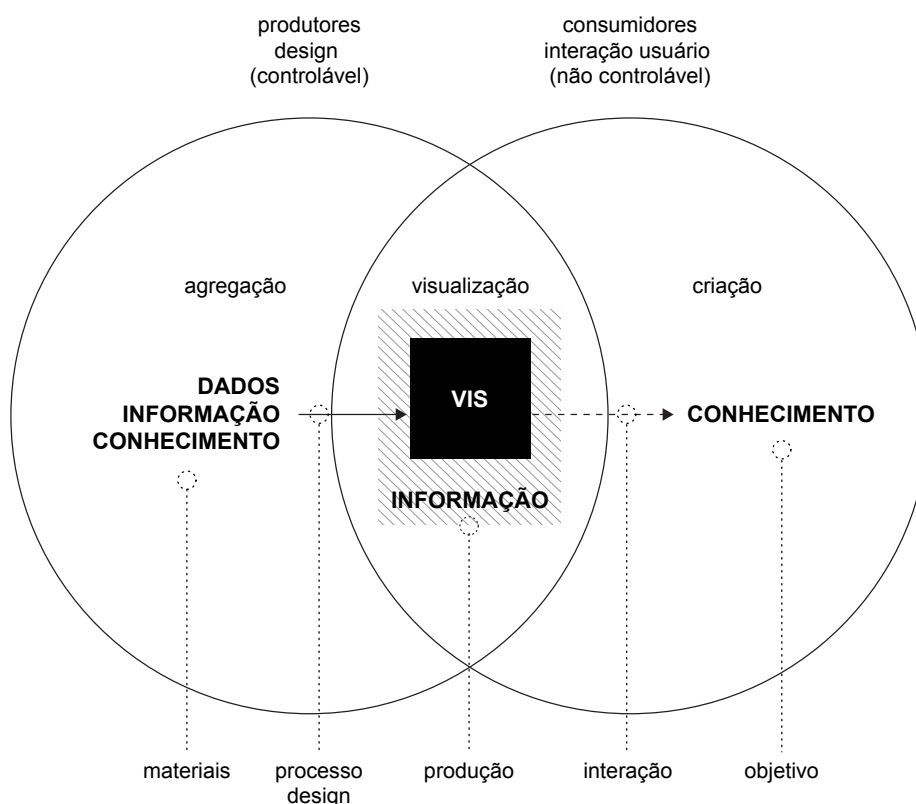 produtores
design
(controlável)
consumidores
interação usuário
(não controlável)
agregação
visualização
criação
DADOS
INFORMAÇÃO
CONHECIMENTO
VIS
INFORMAÇÃO
CONHECIMENTO
materiais
processo
design
produção
interação
objetivo